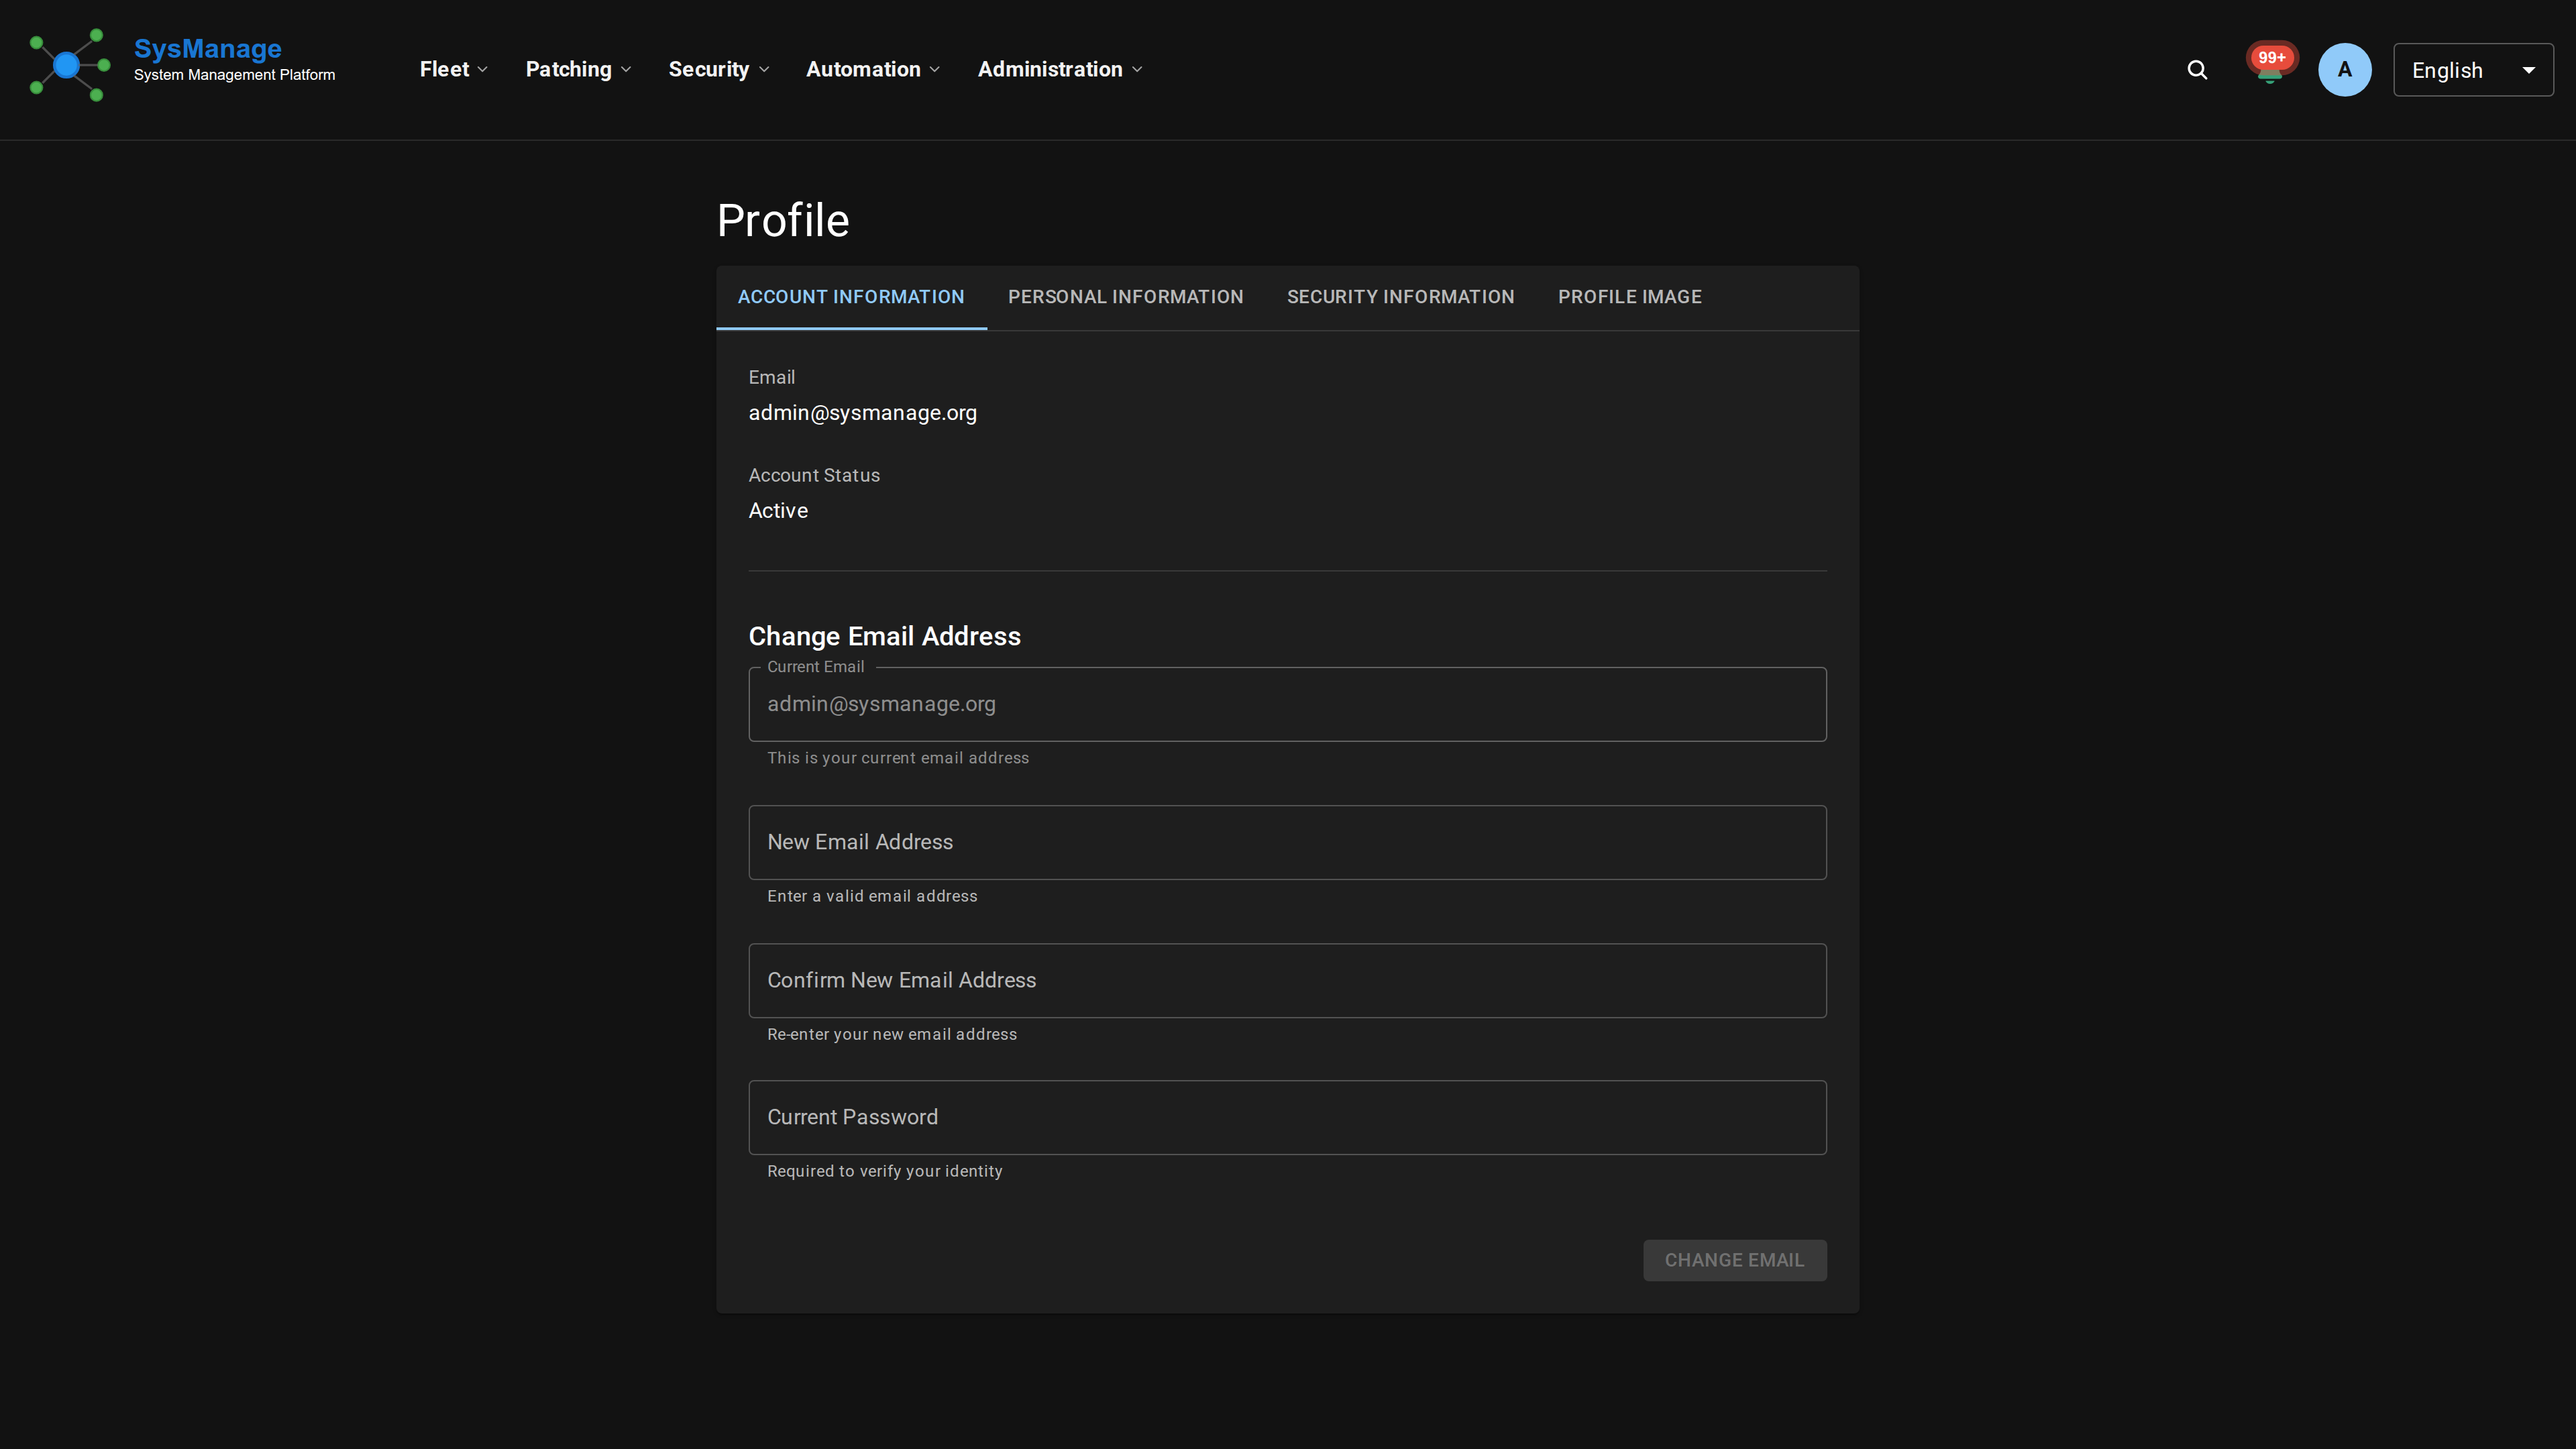 SysManage
System Management Platform
Fleet
Patching
Security
Automation
Administration
99+
A
English
Profile
ACCOUNT INFORMATION
PERSONAL INFORMATION
SECURITY INFORMATION
PROFILE IMAGE
Email
admin@sysmanage.org
Account Status
Active
Change Email Address
Current Email
admin@sysmanage.org
This is your current email address
New Email Address
Enter a valid email address
Confirm New Email Address
Re-enter your new email address
Current Password
Required to verify your identity
CHANGE EMAIL